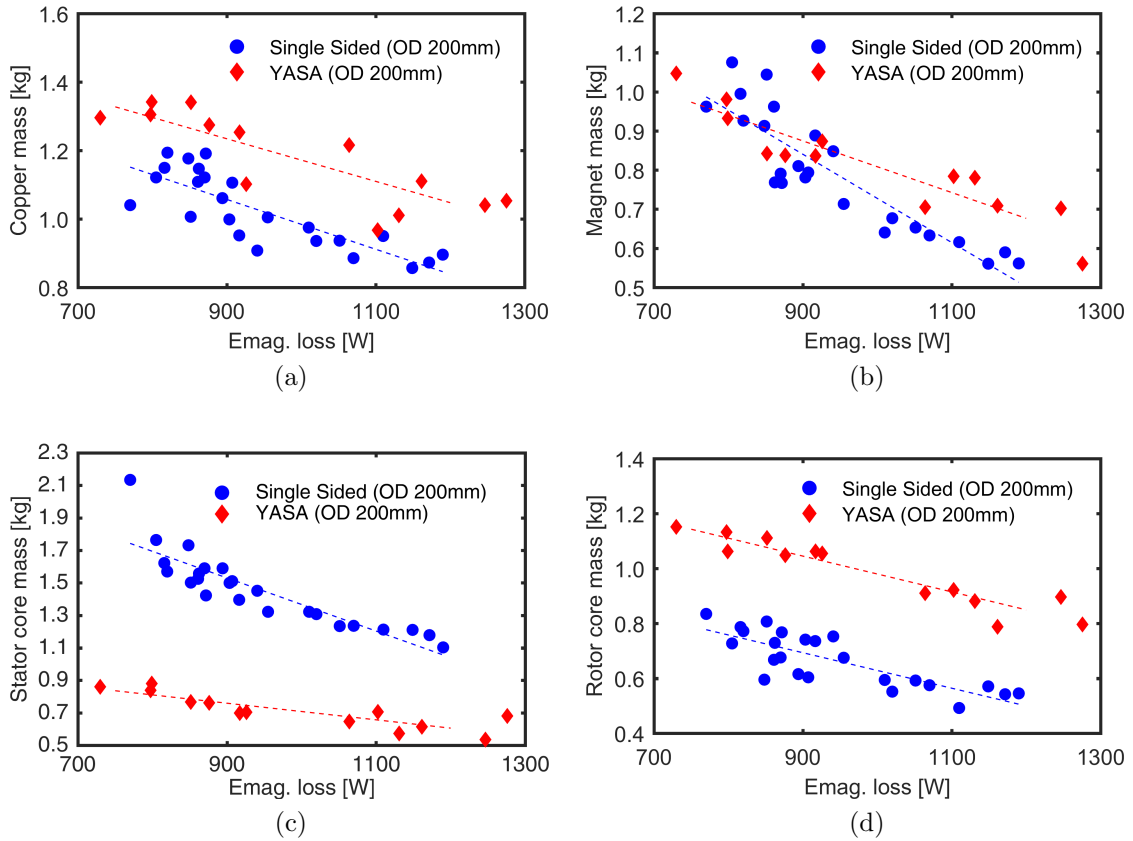 1.6
1.4
1.2
1.0
0.8
Copper mass [kg]
Single Sided (OD 200mm)
YASA (OD 200mm)
700
900
1100
1300
Emag. loss [W]
(a)
1.2
1.1
1.0
0.9
0.8
0.7
0.6
0.5
Magnet mass [kg]
Single Sided (OD 200mm)
YASA (OD 200mm)
700
900
1100
1300
Emag. loss [W]
(b)
2.3
2.1
1.9
1.7
1.5
1.3
1.1
0.9
0.7
0.5
Stator core mass [kg]
Single Sided (OD 200mm)
YASA (OD 200mm)
700
900
1100
1300
Emag. loss [W]
(c)
1.4
1.2
1.0
0.8
0.6
0.4
Rotor core mass [kg]
Single Sided (OD 200mm)
YASA (OD 200mm)
700
900
1100
1300
Emag. loss [W]
(d)